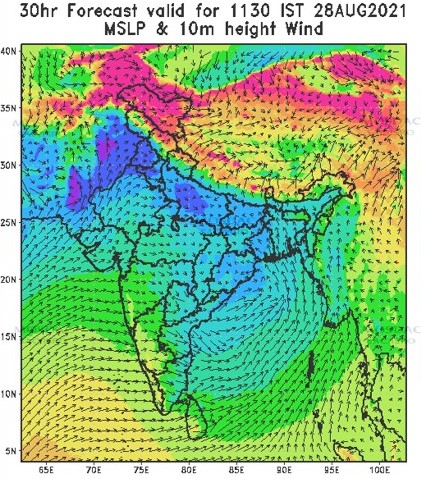 30hr Forecast valid for 1130 IST 28AUG2021
MSLP & 10m height Wind
40N
35N
30N
25N
20N
15N
10N
5N
65E 70E 75E 80E 85E 90E 95E 100E